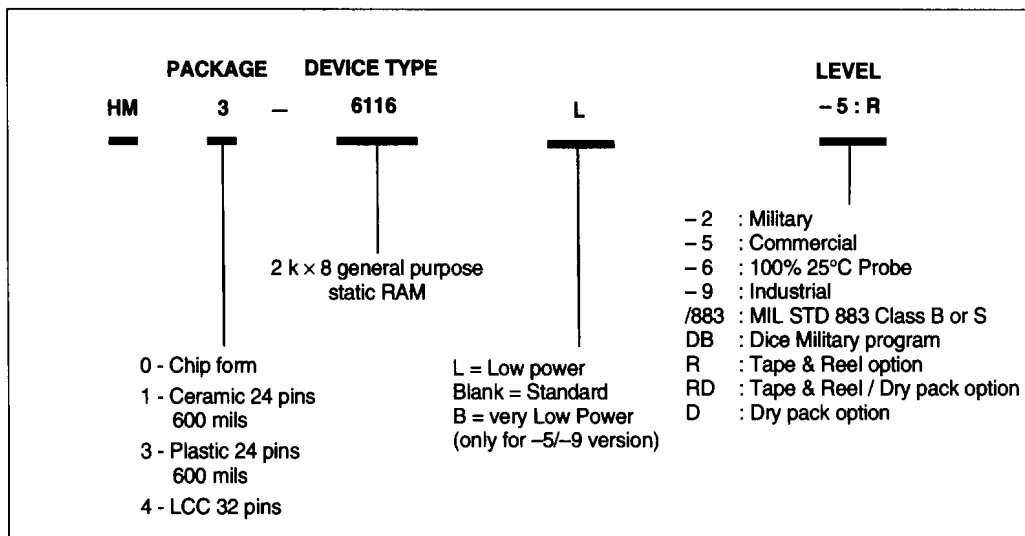 PACKAGE DEVICE TYPE LEVEL
HM 3 – 6116 L – 5 : R
2 k × 8 general purpose
static RAM
0 - Chip form
1 - Ceramic 24 pins
600 mils
3 - Plastic 24 pins
600 mils
4 - LCC 32 pins
L = Low power
Blank = Standard
B = very Low Power
(only for –5/–9 version)
– 2 : Military
– 5 : Commercial
– 6 : 100% 25°C Probe
– 9 : Industrial
/883 : MIL STD 883 Class B or S
DB : Dice Military program
R : Tape & Reel option
RD : Tape & Reel / Dry pack option
D : Dry pack option